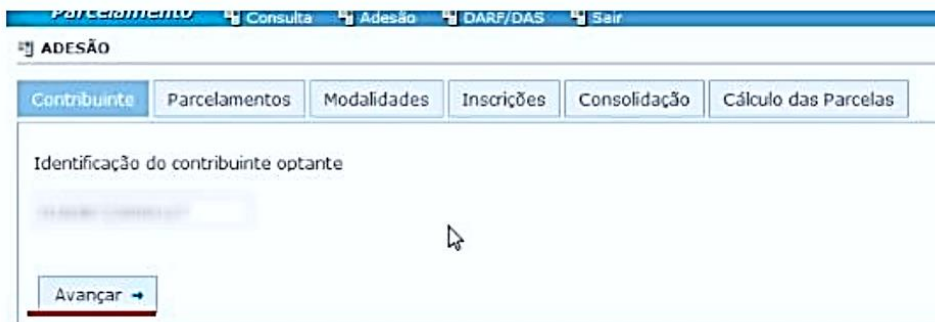 Parcelamento Consulta Adesão DARF/DAS Sair
ADESÃO
Contribuinte Parcelamentos Modalidades Inscrições Consolidação Cálculo das Parcelas
Identificação do contribuinte optante
Avançar →